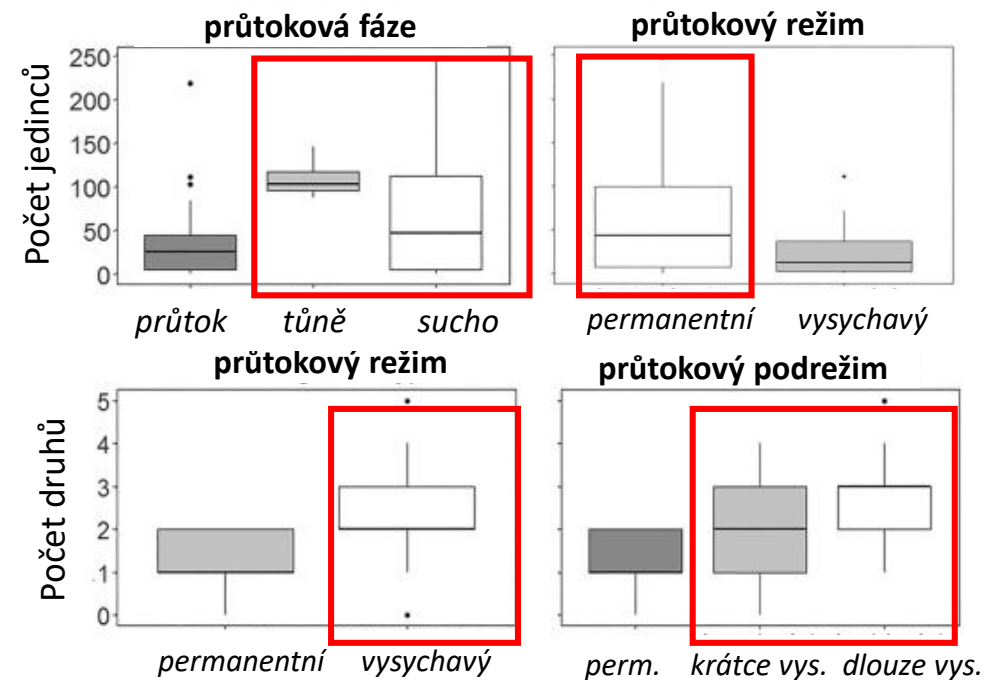 průtoková fáze
průtokový režim
Počet jedinců
250
200
150
100
50
0
průtok tůně sucho
permanentní vysychavý
průtokový režim
průtokový podrežim
Počet druhů
5
4
3
2
1
0
permanentní vysychavý
perm. krátce vys. dlouze vys.